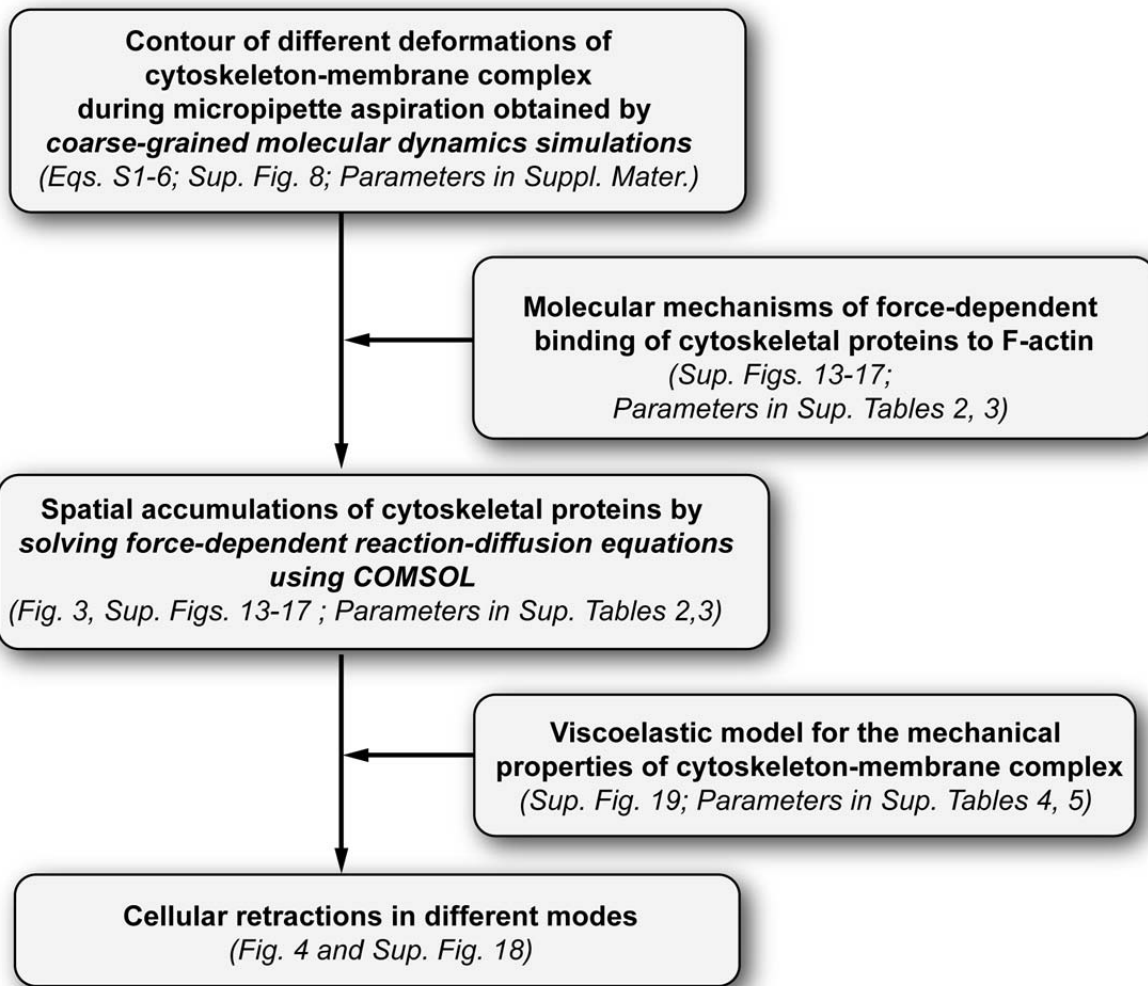 Contour of different deformations of
cytoskeleton-membrane complex
during micropipette aspiration obtained by
coarse-grained molecular dynamics simulations
(Eqs. S1-6; Sup. Fig. 8; Parameters in Suppl. Mater.)
Molecular mechanisms of force-dependent
binding of cytoskeletal proteins to F-actin
(Sup. Figs. 13-17;
Parameters in Sup. Tables 2, 3)
Spatial accumulations of cytoskeletal proteins by
solving force-dependent reaction-diffusion equations
using COMSOL
(Fig. 3, Sup. Figs. 13-17 ; Parameters in Sup. Tables 2,3)
Viscoelastic model for the mechanical
properties of cytoskeleton-membrane complex
(Sup. Fig. 19; Parameters in Sup. Tables 4, 5)
Cellular retractions in different modes
(Fig. 4 and Sup. Fig. 18)